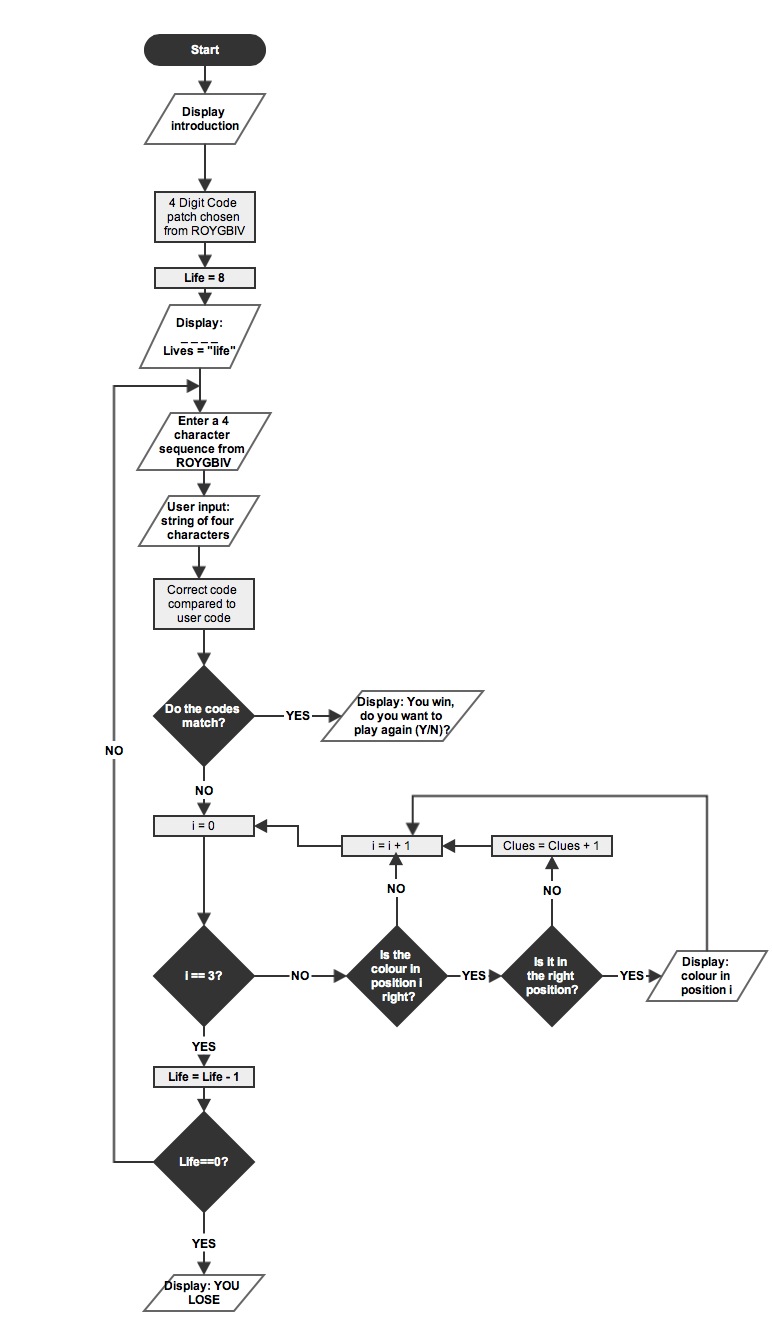 Start
Display
introduction
4 Digit Code
patch chosen
from ROYGBIV
Life = 8
Display:
_ _ _ _
Lives = "life"
Enter a 4
character
sequence from
ROYGBIV
User input:
string of four
characters
Correct code
compared to
user code
Do the codes
match?
YES
Display: You win,
do you want to
play again (Y/N)?
NO
NO
i = 0
i = i + 1
Clues = Clues + 1
NO
NO
i == 3?
NO
Is the
colour in
position i
right?
YES
Is it in
the right
position?
YES
Display:
colour in
position i
YES
Life = Life - 1
Life==0?
YES
Display: YOU
LOSE